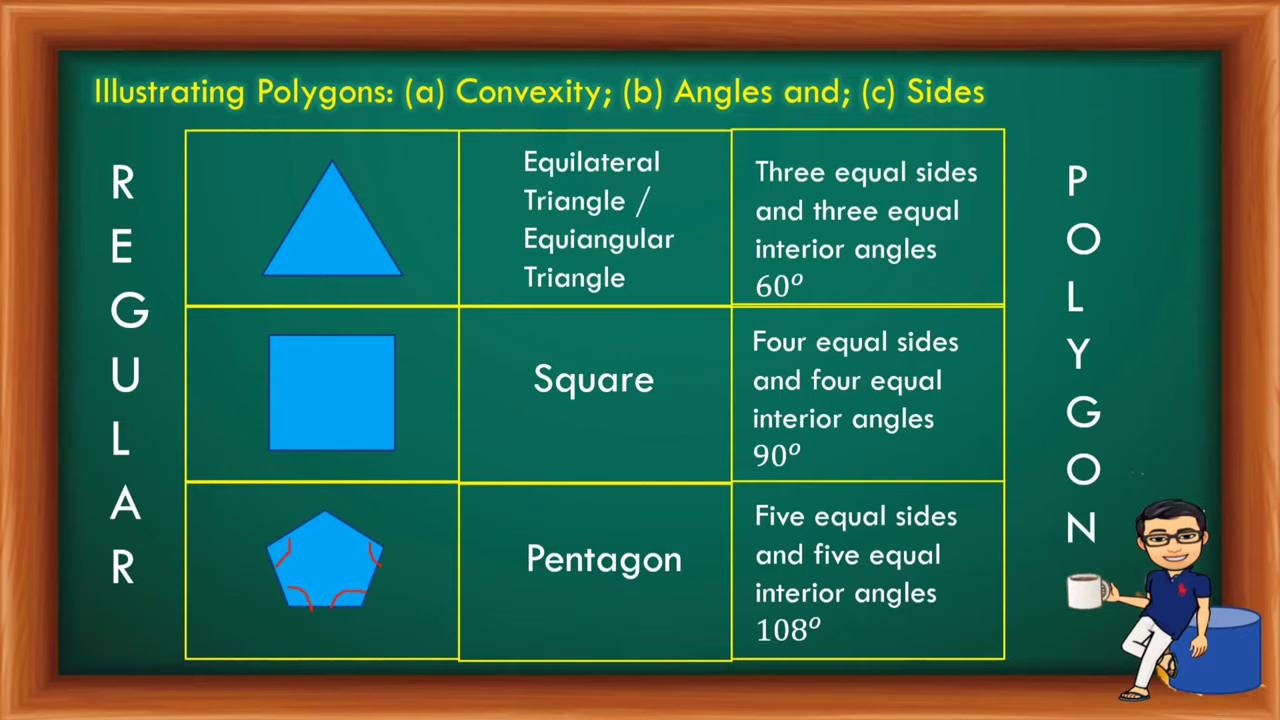 Illustrating Polygons: (a) Convexity; (b) Angles and; (c) Sides
REGULAR
Equilateral
Triangle /
Equiangular
Triangle
Three equal sides
and three equal
interior angles
60º
Square
Four equal sides
and four equal
interior angles
90º
Pentagon
Five equal sides
and five equal
interior angles
108º
POLYGON